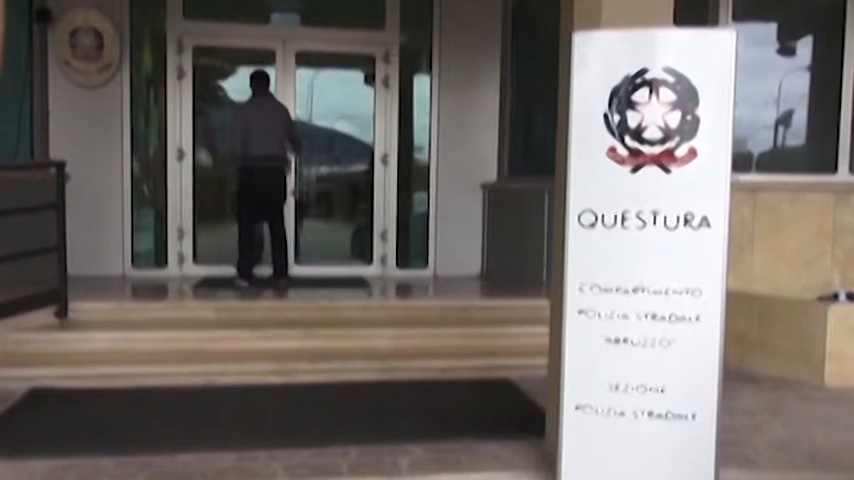 QUESTURA
COMPARTIMENTO
POLIZIA STRADALE
"ABRUZZO"
SEZIONE
POLIZIA STRADALE